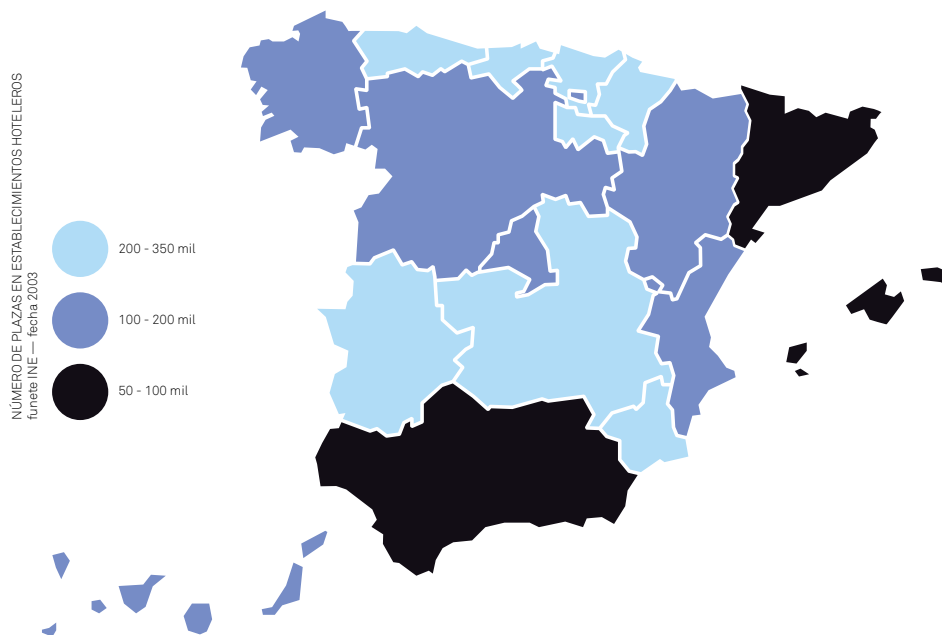 NÚMERO DE PLAZAS EN ESTABLECIMIENTOS HOTELEROS
funete INE — fecha 2003
200 - 350 mil
100 - 200 mil
50 - 100 mil